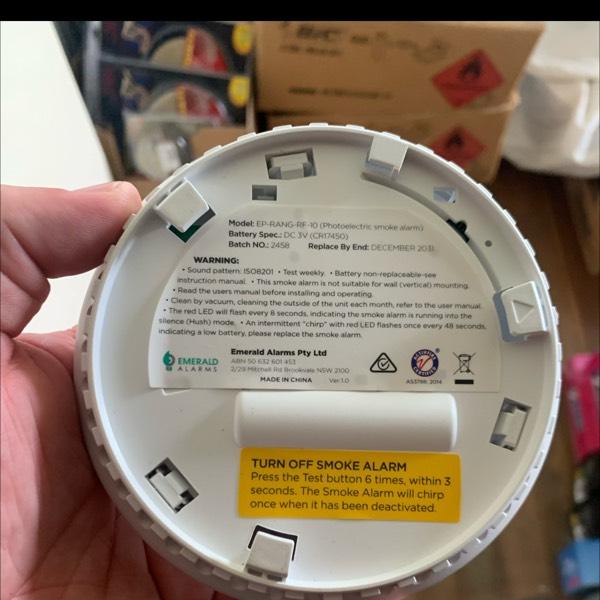 BIC
Model: EP-RANG-RF-10 (Photoelectric smoke alarm)
Battery Spec.: DC 3V (CR17450)
Batch NO.: 2458 Replace By End: DECEMBER 2031
WARNING:
• Sound pattern: ISO8201 • Test weekly. • Battery non-replaceable-see
instruction manual. • This smoke alarm is not suitable for wall (vertical) mounting.
• Read the users manual before installing and operating.
• Clean by vacuum, cleaning the outside of the unit each month, refer to the user manual.
• The red LED will flash every 8 seconds, indicating the smoke alarm is running into the
silence (Hush) mode. • An intermittent "chirp" with red LED flashes once every 48 seconds,
indicating a low battery, please replace the smoke alarm.
EMERALD
ALARMS
Emerald Alarms Pty Ltd
ABN 50 632 601 453
2/29 Mitchell Rd Brookvale NSW 2100
MADE IN CHINA Ver:1.0
AS3786: 2014
TURN OFF SMOKE ALARM
Press the Test button 6 times, within 3
seconds. The Smoke Alarm will chirp
once when it has been deactivated.